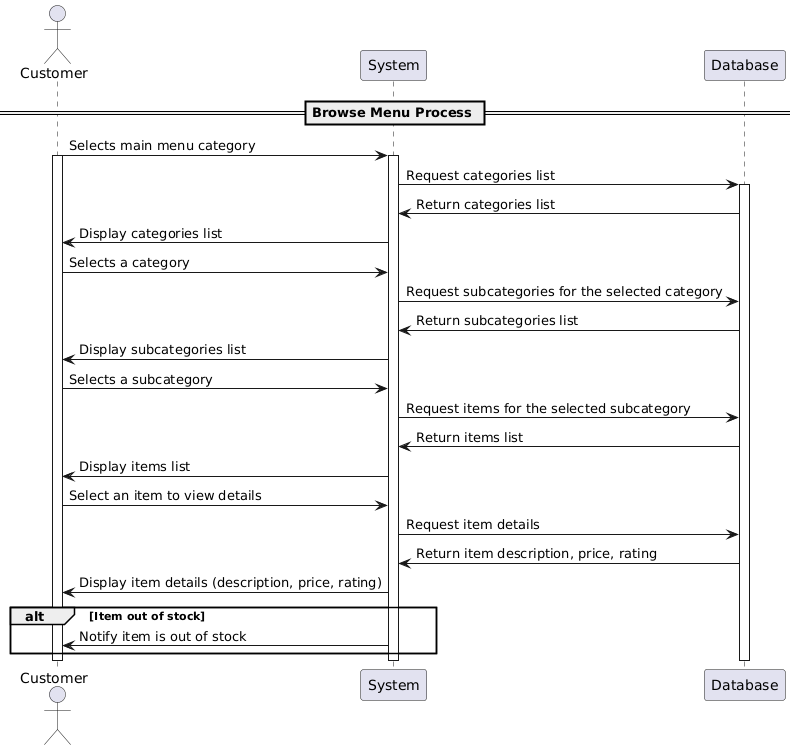 Customer
System
Database
Browse Menu Process
Selects main menu category
Request categories list
Return categories list
Display categories list
Selects a category
Request subcategories for the selected category
Return subcategories list
Display subcategories list
Selects a subcategory
Request items for the selected subcategory
Return items list
Display items list
Select an item to view details
Request item details
Return item description, price, rating
Display item details (description, price, rating)
alt [Item out of stock]
Notify item is out of stock
Customer
System
Database